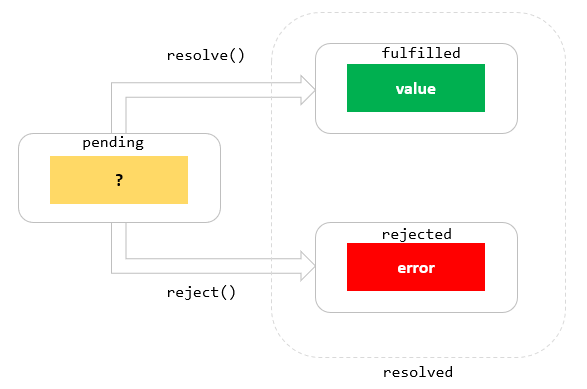 resolve()
fulfilled
value
pending
?
rejected
error
reject()
resolved